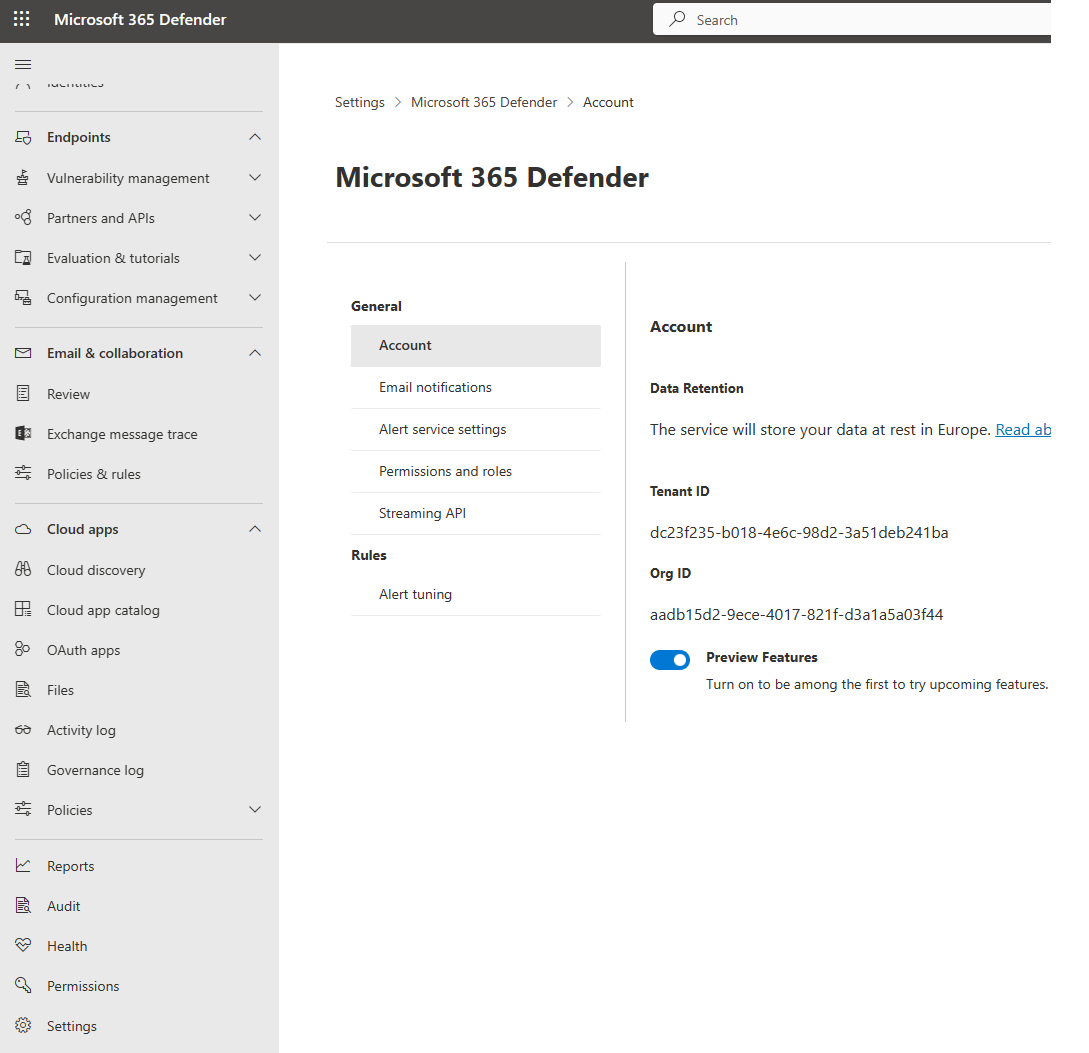 Microsoft 365 Defender
Search
Identities
Endpoints
Vulnerability management
Partners and APIs
Evaluation & tutorials
Configuration management
Email & collaboration
Review
Exchange message trace
Policies & rules
Cloud apps
Cloud discovery
Cloud app catalog
OAuth apps
Files
Activity log
Governance log
Policies
Reports
Audit
Health
Permissions
Settings
Settings > Microsoft 365 Defender > Account
Microsoft 365 Defender
General
Account
Email notifications
Alert service settings
Permissions and roles
Streaming API
Rules
Alert tuning
Account
Data Retention
The service will store your data at rest in Europe. Read ab
Tenant ID
dc23f235-b018-4e6c-98d2-3a51deb241ba
Org ID
aadb15d2-9ece-4017-821f-d3a1a5a03f44
Preview Features
Turn on to be among the first to try upcoming features.